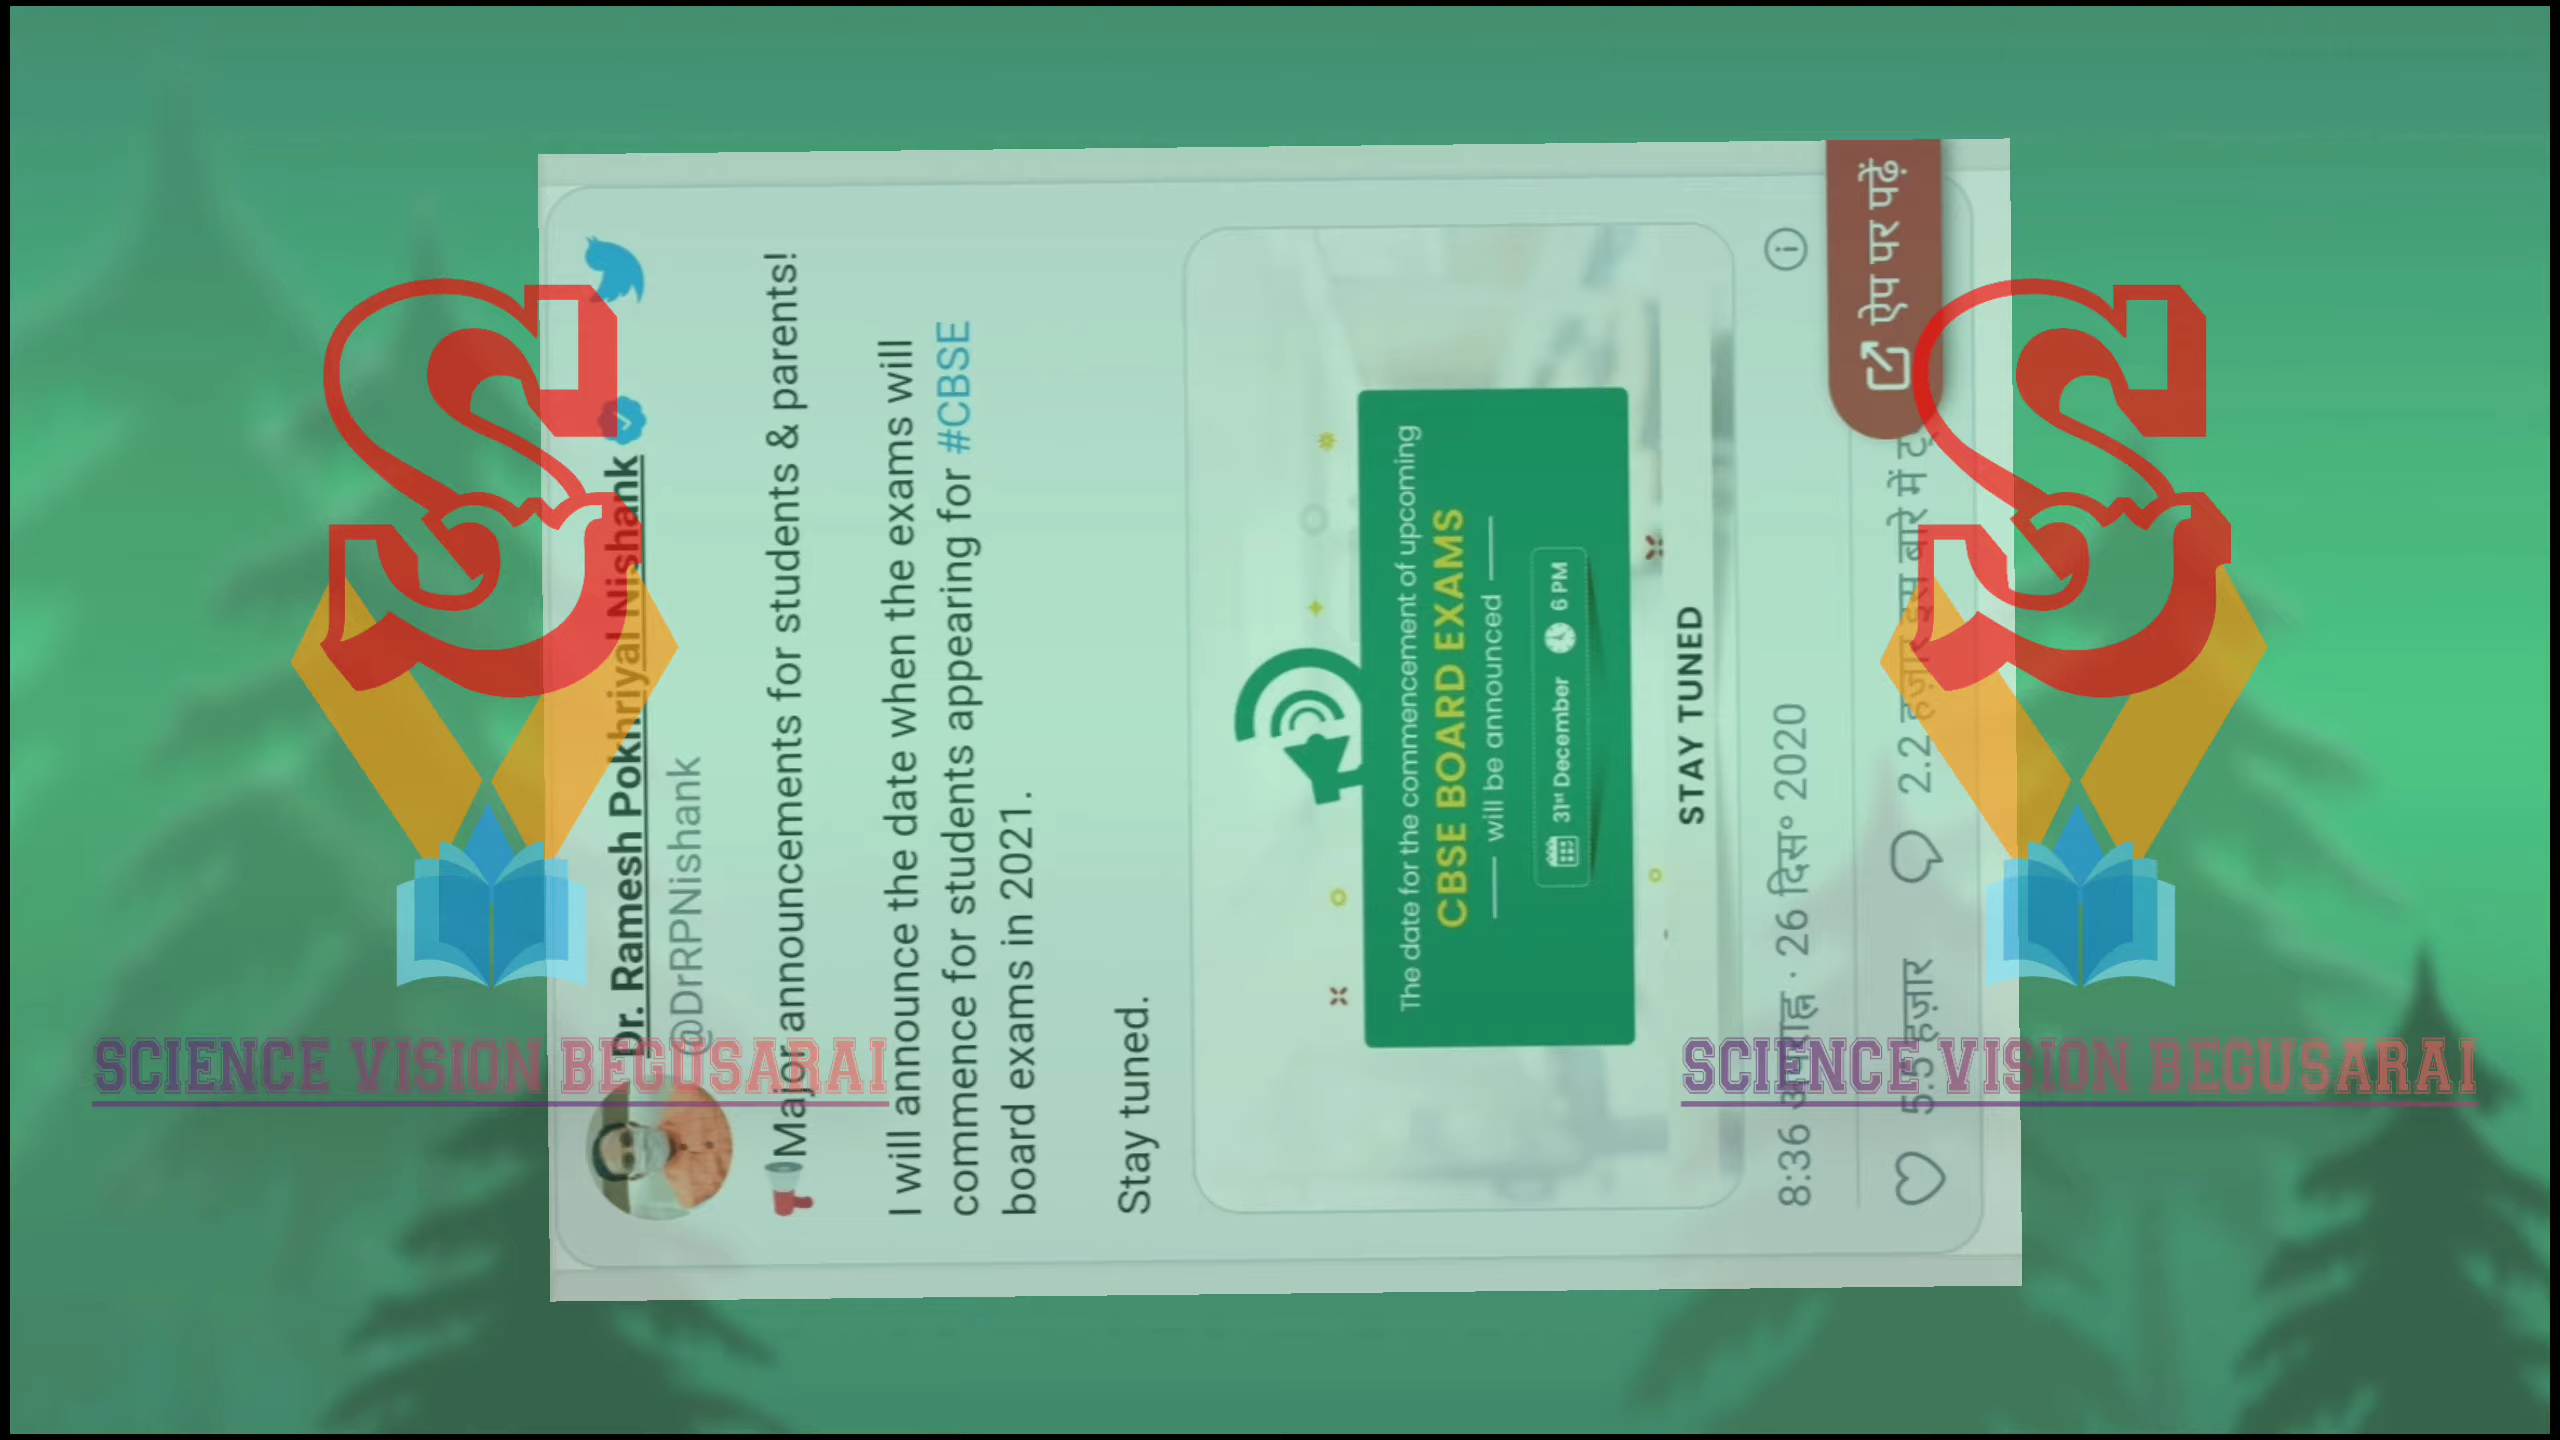 Dr. Ramesh Pokhriyal Nishank
@DrRPNishank
Major announcements for students & parents!
I will announce the date when the exams will
commence for students appearing for #CBSE
board exams in 2021.
Stay tuned.
The date for the commencement of upcoming
CBSE BOARD EXAMS
will be announced
31st December 6 PM
STAY TUNED
8:36 अपराह्न · 26 दिस॰ 2020
5.5 हज़ार 2.2 हज़ार इस बारे में
ऐप पर पढ़ें
SCIENCE VISION BEGUSARAI
SCIENCE VISION BEGUSARAI